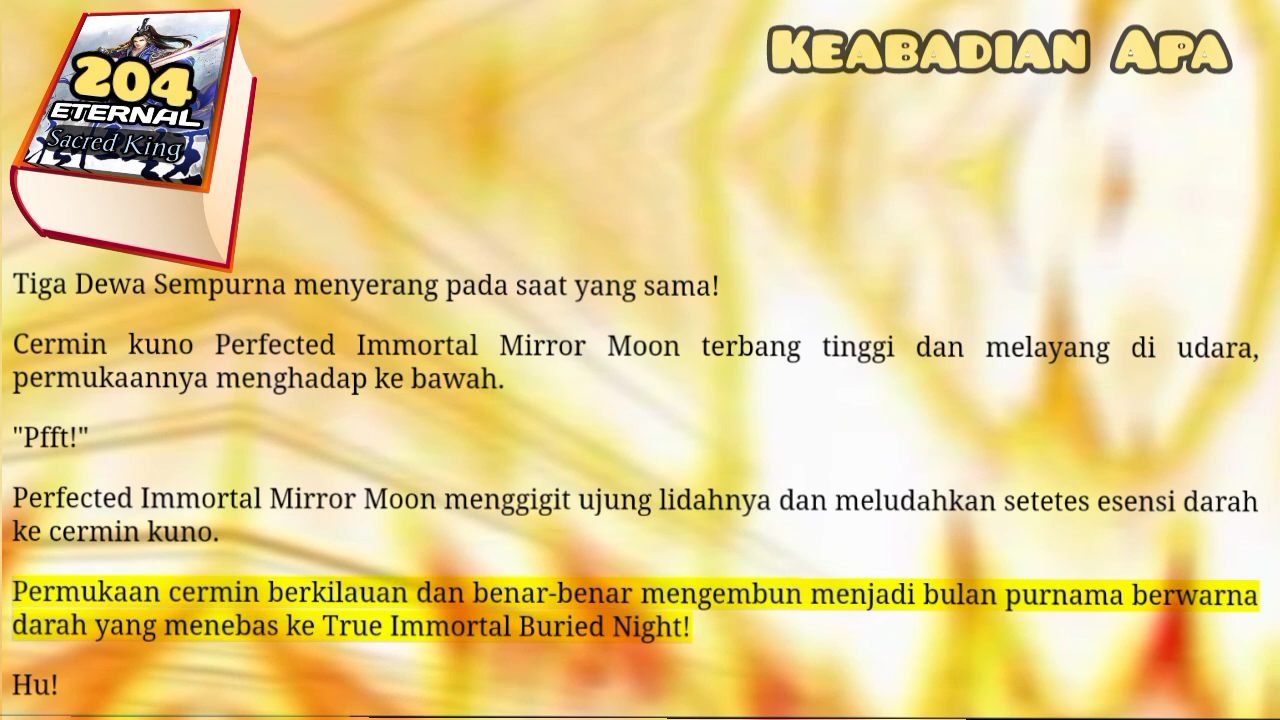 204
ETERNAL
Sacred King
KEABADIAN APA
Tiga Dewa Sempurna menyerang pada saat yang sama!
Cermin kuno Perfected Immortal Mirror Moon terbang tinggi dan melayang di udara,
permukaannya menghadap ke bawah.
"Pfft!"
Perfected Immortal Mirror Moon menggigit ujung lidahnya dan meludahkan setetes esensi darah
ke cermin kuno.
Permukaan cermin berkilauan dan benar-benar mengembun menjadi bulan purnama berwarna
darah yang menebas ke True Immortal Buried Night!
Hu!